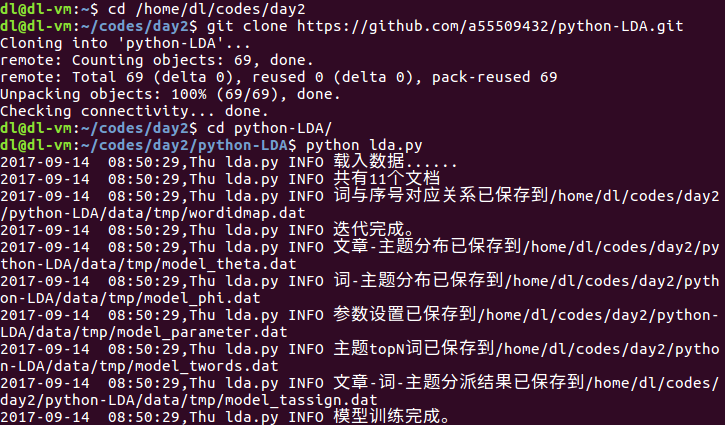 dl@dl-vm:~$ cd /home/dl/codes/day2
dl@dl-vm:~/codes/day2$ git clone https://github.com/a55509432/python-LDA.git
Cloning into 'python-LDA'...
remote: Counting objects: 69, done.
remote: Total 69 (delta 0), reused 0 (delta 0), pack-reused 69
Unpacking objects: 100% (69/69), done.
Checking connectivity... done.
dl@dl-vm:~/codes/day2$ cd python-LDA/
dl@dl-vm:~/codes/day2/python-LDA$ python lda.py
2017-09-14  08:50:29,Thu lda.py INFO 载入数据......
2017-09-14  08:50:29,Thu lda.py INFO 共有11个文档
2017-09-14  08:50:29,Thu lda.py INFO 词与序号对应关系已保存到/home/dl/codes/day2
/python-LDA/data/tmp/wordidmap.dat
2017-09-14  08:50:29,Thu lda.py INFO 迭代完成。
2017-09-14  08:50:29,Thu lda.py INFO 文章-主题分布已保存到/home/dl/codes/day2/py
thon-LDA/data/tmp/model_theta.dat
2017-09-14  08:50:29,Thu lda.py INFO 词-主题分布已保存到/home/dl/codes/day2/pyth
on-LDA/data/tmp/model_phi.dat
2017-09-14  08:50:29,Thu lda.py INFO 参数设置已保存到/home/dl/codes/day2/python-
LDA/data/tmp/model_parameter.dat
2017-09-14  08:50:29,Thu lda.py INFO 主题topN词已保存到/home/dl/codes/day2/pytho
n-LDA/data/tmp/model_twords.dat
2017-09-14  08:50:29,Thu lda.py INFO 文章-词-主题分派结果已保存到/home/dl/codes/
day2/python-LDA/data/tmp/model_tassign.dat
2017-09-14  08:50:29,Thu lda.py INFO 模型训练完成。